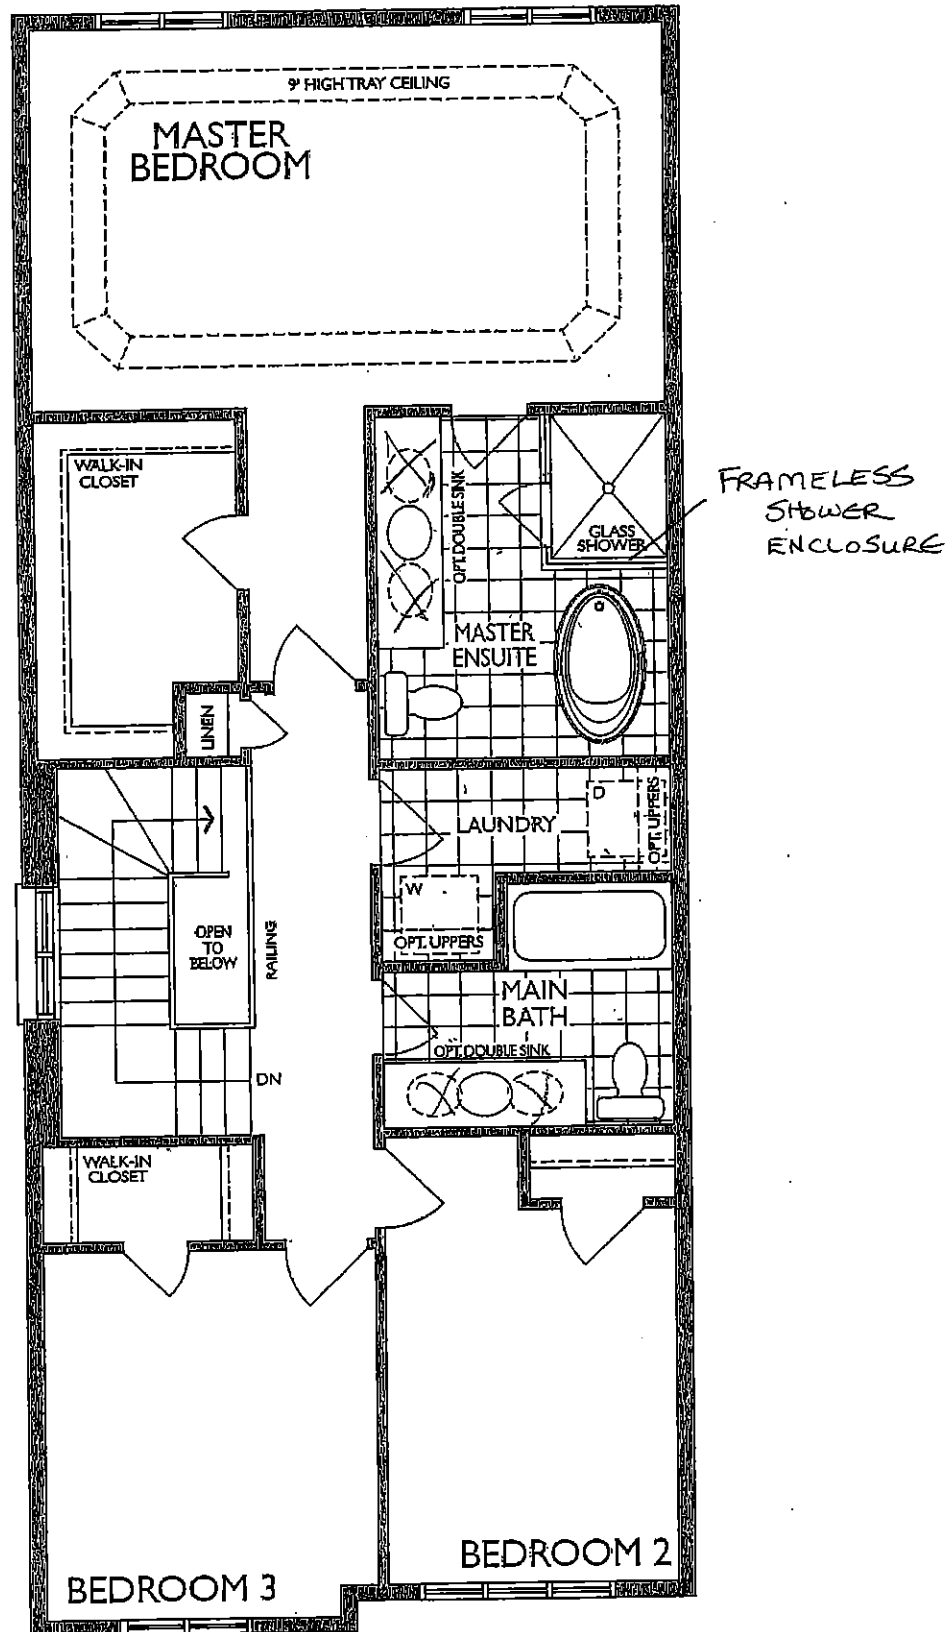 9' HIGH TRAY CEILING
MASTER
BEDROOM
WALK-IN
CLOSET
OPT. DOUBLE SINK
GLASS
SHOWER
FRAMELESS
SHOWER
ENCLOSURE
MASTER
ENSUITE
LINEN
LAUNDRY
D
OPT. UPPERS
W
OPT. UPPERS
OPEN
TO
BELOW
RAILING
MAIN
BATH
OPT. DOUBLE SINK
DN
WALK-IN
CLOSET
BEDROOM 2
BEDROOM 3